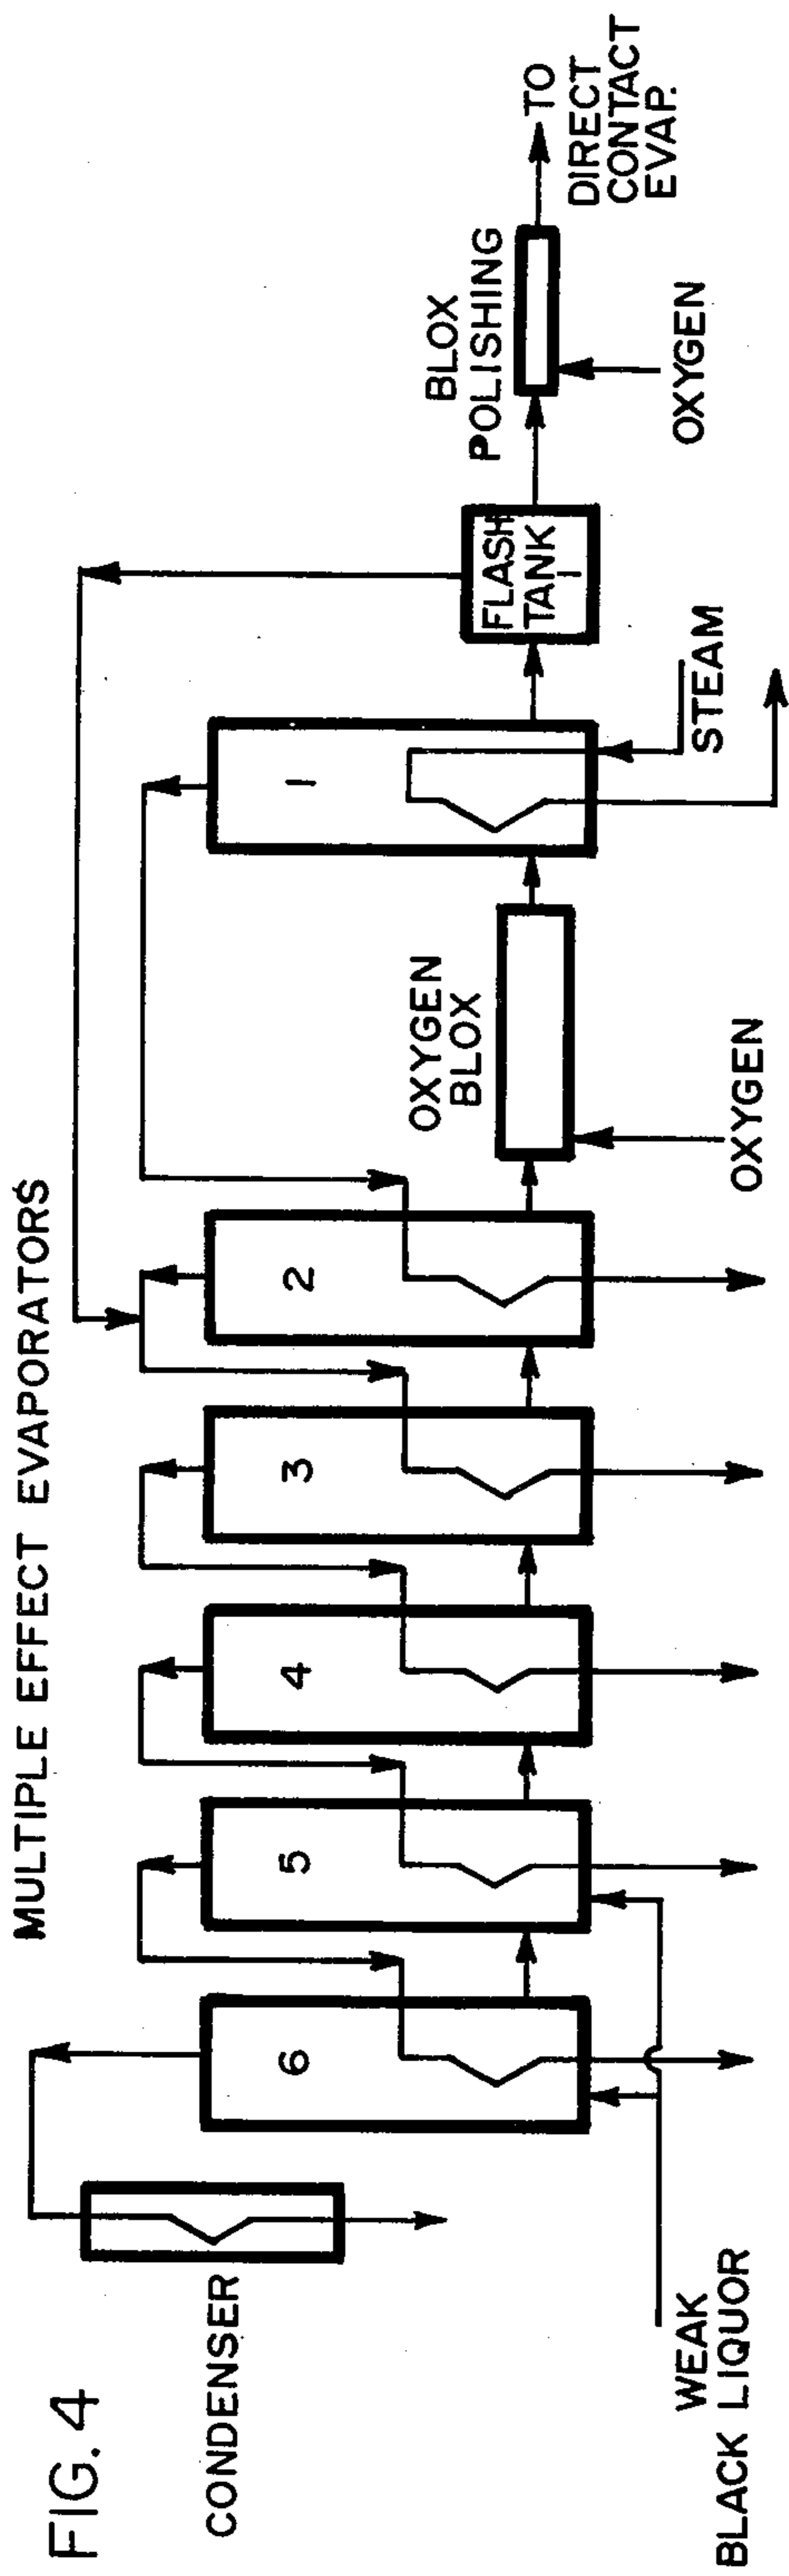 FIG. 4
MULTIPLE EFFECT EVAPORATORS
CONDENSER
WEAK
BLACK LIQUOR
6
5
4
3
2
OXYGEN
BLOX
OXYGEN
1
STEAM
FLASH
TANK
1
BLOX
POLISHING
OXYGEN
TO
DIRECT
CONTACT
EVAP.